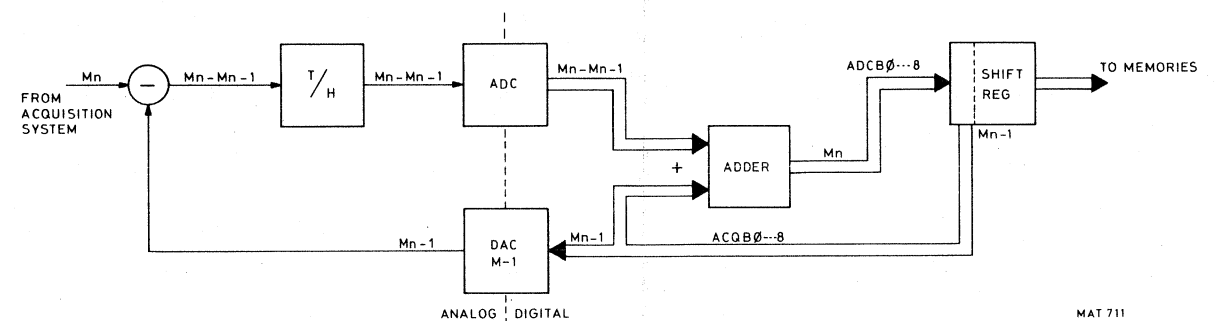 Mn
FROM
ACQUISITION
SYSTEM
−
Mn-Mn-1
T/H
Mn-Mn-1
ADC
Mn-Mn-1
+
ADDER
Mn
ADCBØ---8
SHIFT
REG
TO MEMORIES
Mn-1
Mn-1
DAC
M-1
Mn-1
ACQBØ---8
ANALOG DIGITAL
MAT 711